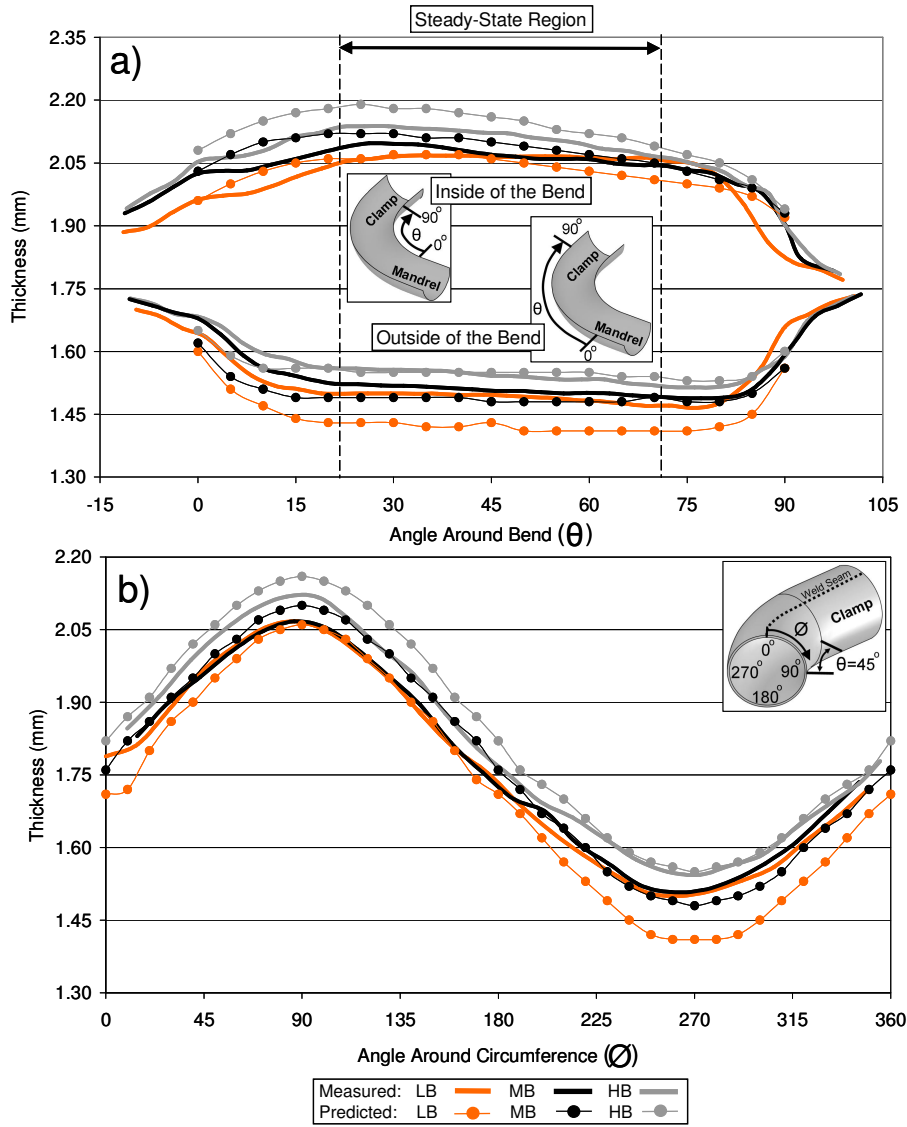 Steady-State Region
a)
2.35
2.20
2.05
1.90
1.75
1.60
1.45
1.30
Thickness (mm)
Inside of the Bend
Clamp
90°
θ
0°
Mandrel
90°
Clamp
θ
Mandrel
0°
Outside of the Bend
-15 0 15 30 45 60 75 90 105
Angle Around Bend (θ)
b)
2.20
2.05
1.90
1.75
1.60
1.45
1.30
Thickness (mm)
Weld Seam
Clamp
Ø
0°
270° 90°
θ=45°
180°
0 45 90 135 180 225 270 315 360
Angle Around Circumference (Ø)
Measured: LB MB HB
Predicted: LB MB HB